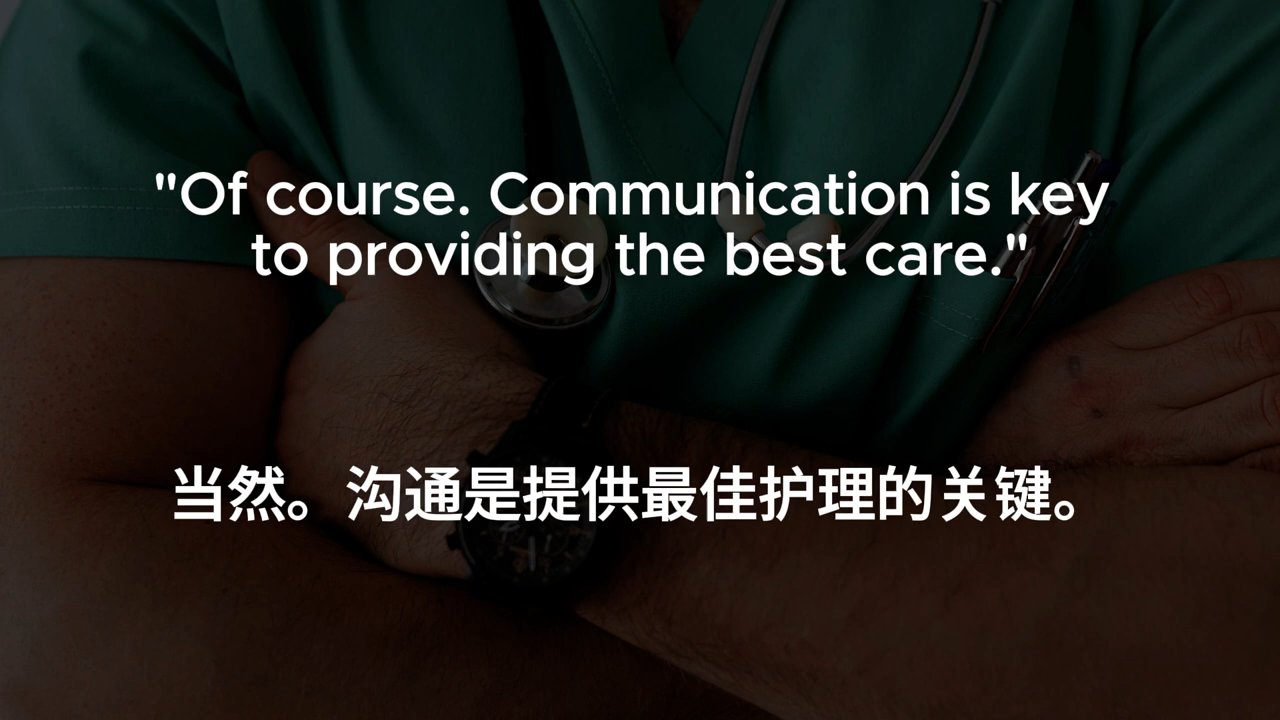 "Of course. Communication is key
to providing the best care."
当然。沟通是提供最佳护理的关键。